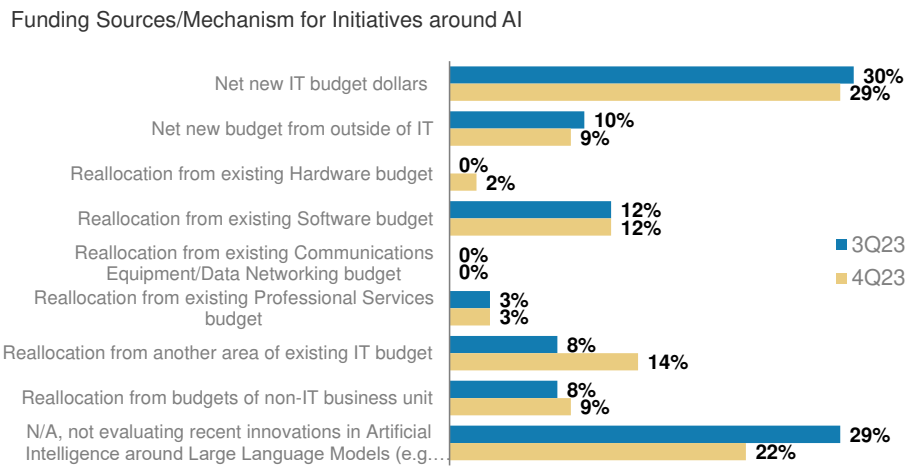 Funding Sources/Mechanism for Initiatives around AI
Net new IT budget dollars
30%
29%
Net new budget from outside of IT
10%
9%
Reallocation from existing Hardware budget
0%
2%
Reallocation from existing Software budget
12%
12%
Reallocation from existing Communications
Equipment/Data Networking budget
0%
0%
Reallocation from existing Professional Services
budget
3%
3%
Reallocation from another area of existing IT budget
8%
14%
Reallocation from budgets of non-IT business unit
8%
9%
N/A, not evaluating recent innovations in Artificial
Intelligence around Large Language Models (e.g....
29%
22%
3Q23
4Q23